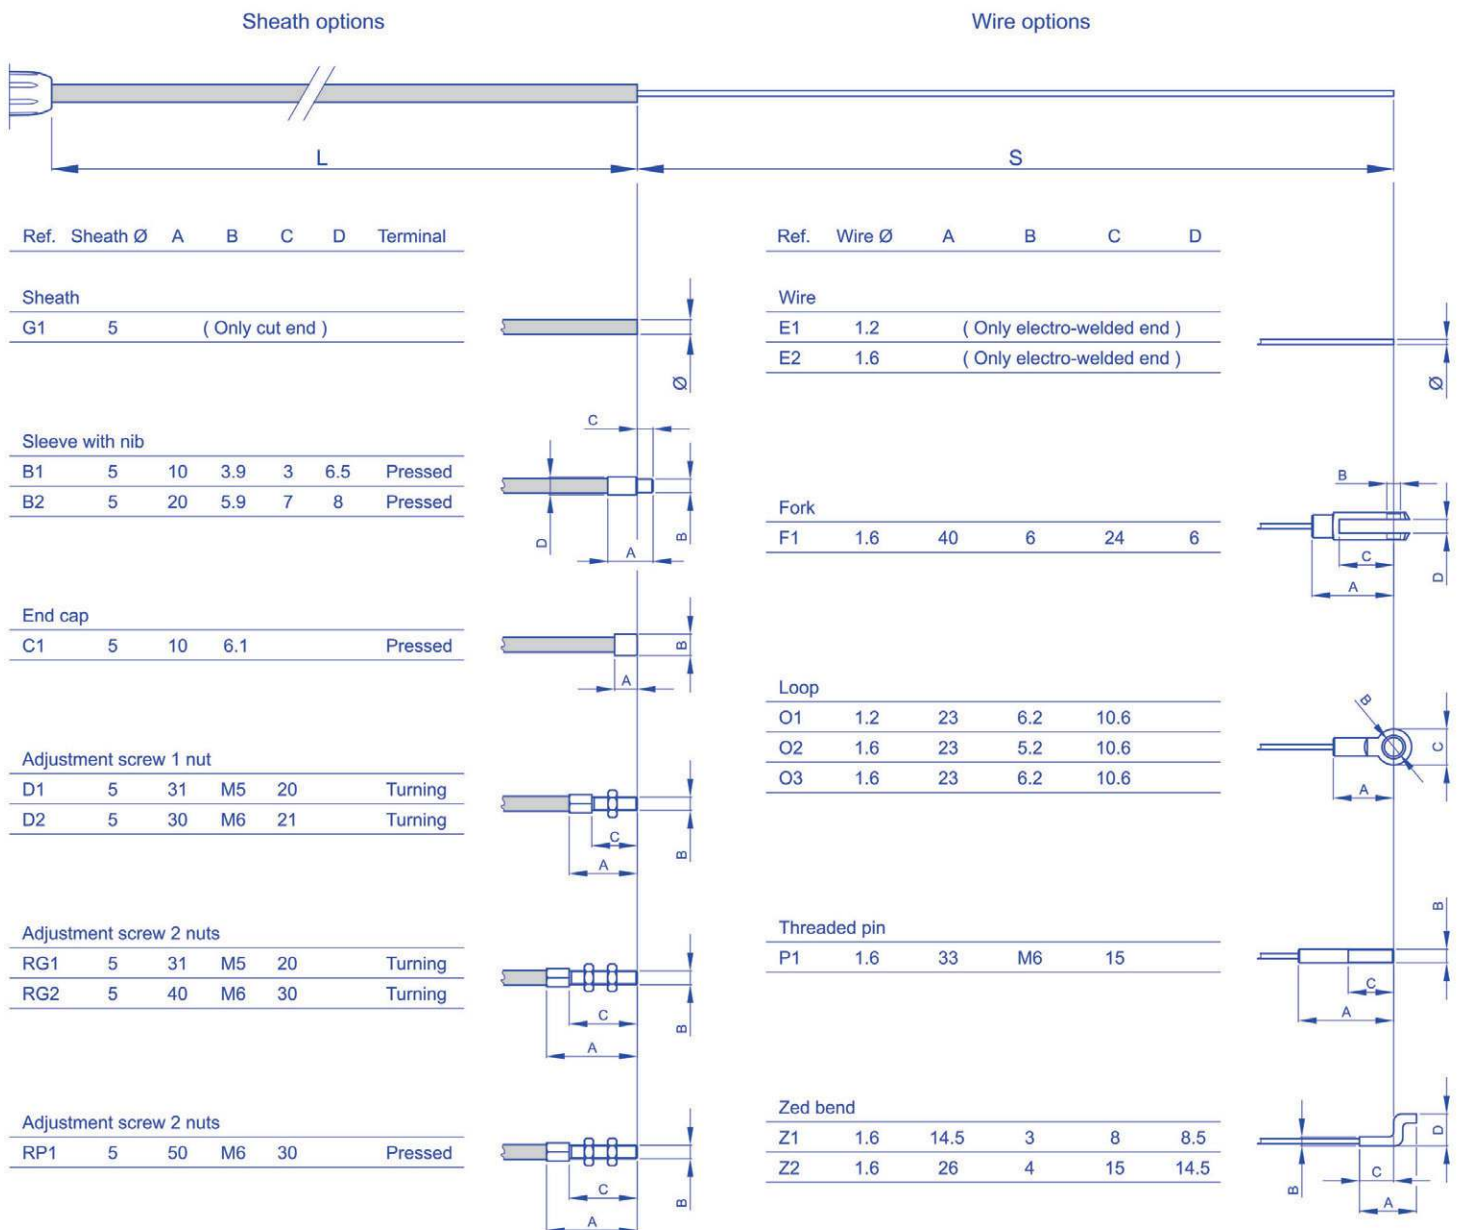 Sheath options
Wire options
L
S
Ref. Sheath Ø A B C D Terminal
Sheath
G1 5 ( Only cut end )
Ø
Sleeve with nib
B1 5 10 3.9 3 6.5 Pressed
B2 5 20 5.9 7 8 Pressed
C
D
A
B
End cap
C1 5 10 6.1 Pressed
A
B
Adjustment screw 1 nut
D1 5 31 M5 20 Turning
D2 5 30 M6 21 Turning
C
A
B
Adjustment screw 2 nuts
RG1 5 31 M5 20 Turning
RG2 5 40 M6 30 Turning
C
A
B
Adjustment screw 2 nuts
RP1 5 50 M6 30 Pressed
C
A
B
Ref. Wire Ø A B C D
Wire
E1 1.2 ( Only electro-welded end )
E2 1.6 ( Only electro-welded end )
Ø
Fork
F1 1.6 40 6 24 6
B
C
A
D
Loop
O1 1.2 23 6.2 10.6
O2 1.6 23 5.2 10.6
O3 1.6 23 6.2 10.6
B
C
A
Threaded pin
P1 1.6 33 M6 15
B
C
A
Zed bend
Z1 1.6 14.5 3 8 8.5
Z2 1.6 26 4 15 14.5
D
C
B
A